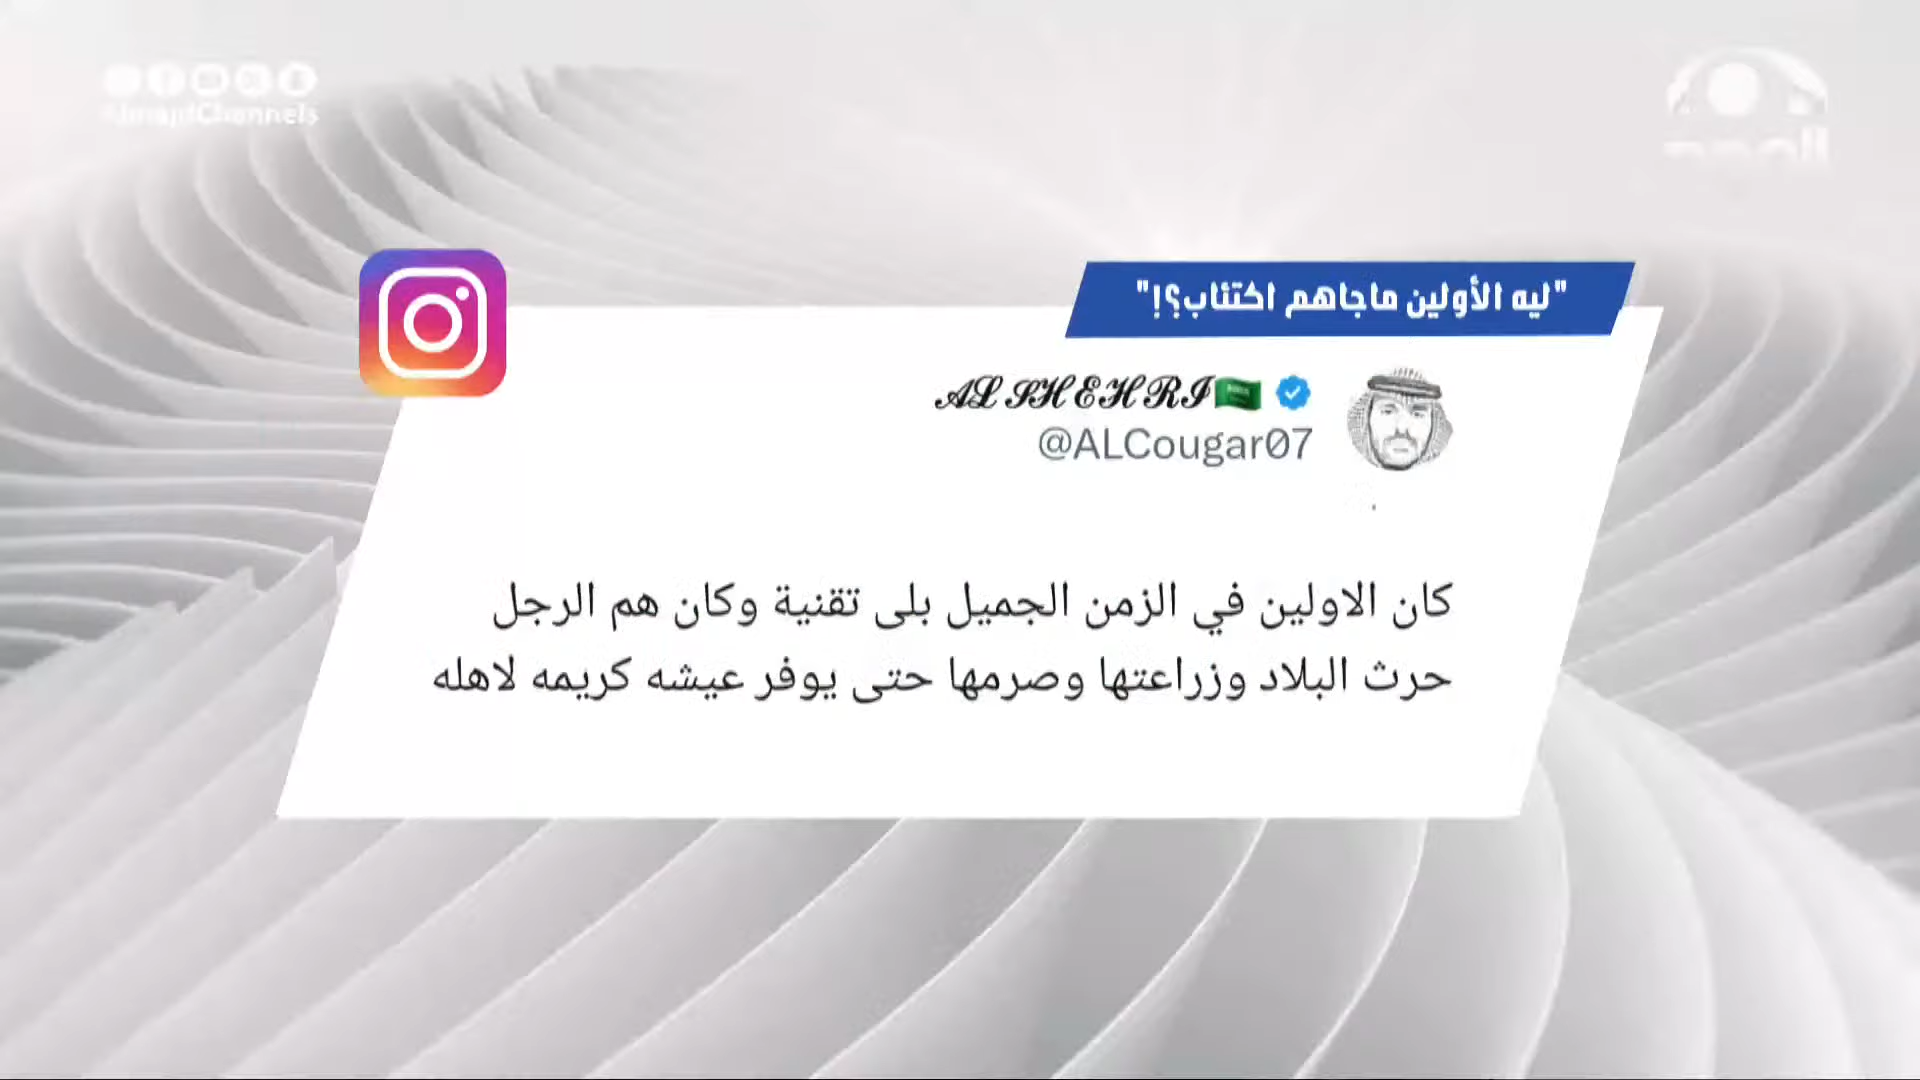 "ليه الأولين ماجاهم اكتئاب؟!"
𝒜ℒ 𝒮ℋℰℋℛℐ🇸🇦
@ALCougar07
كان الاولين في الزمن الجميل بلى تقنية وكان هم الرجل
حرث البلاد وزراعتها وصرمها حتى يوفر عيشه كريمه لاهله